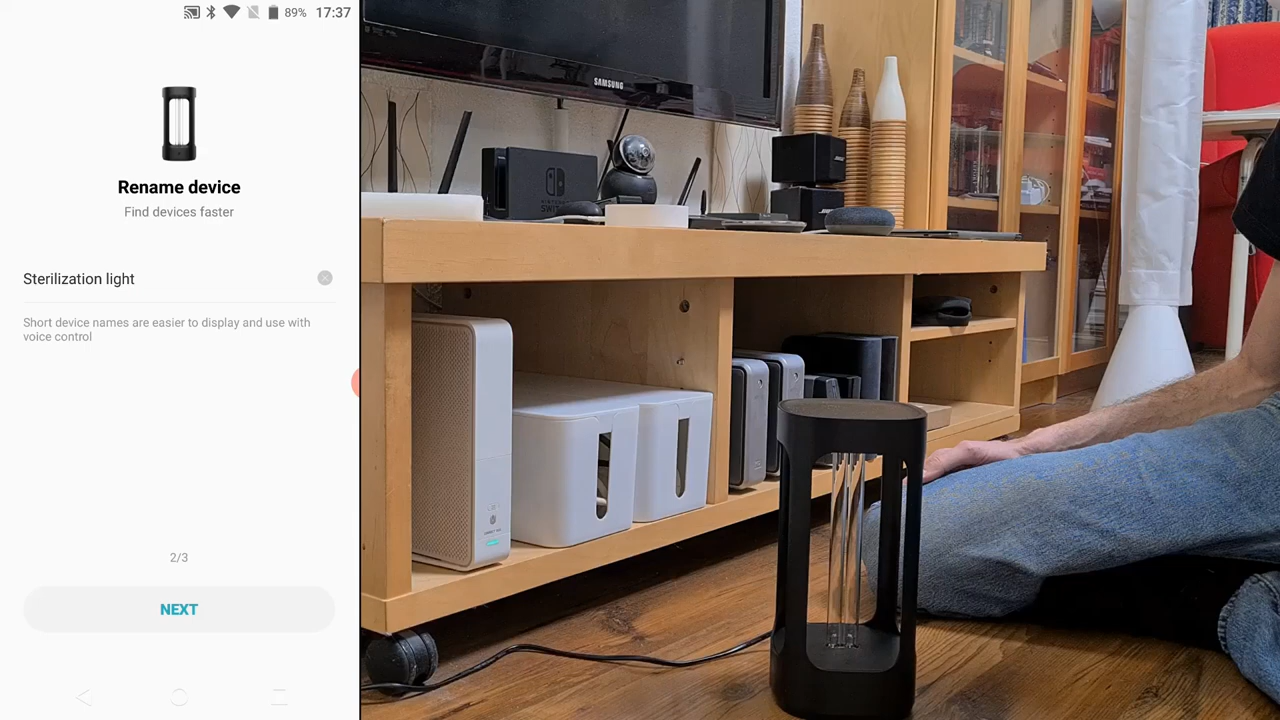 89% 17:37
Rename device
Find devices faster
Sterilization light
Short device names are easier to display and use with
voice control
2/3
NEXT
SAMSUNG
NINTENDO
BOSE
BOSE